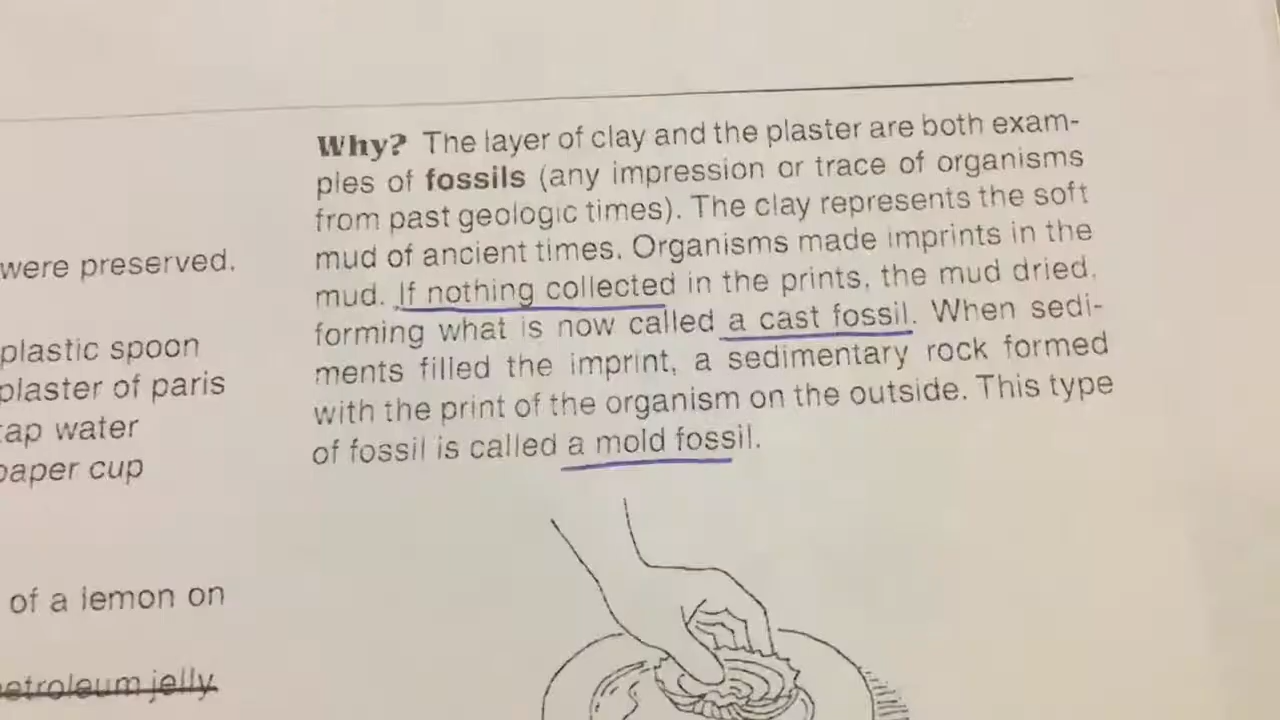 were preserved.
plastic spoon
plaster of paris
tap water
paper cup
of a lemon on
petroleum jelly
Why? The layer of clay and the plaster are both exam-
ples of fossils (any impression or trace of organisms
from past geologic times). The clay represents the soft
mud of ancient times. Organisms made imprints in the
mud. If nothing collected in the prints, the mud dried,
forming what is now called a cast fossil. When sedi-
ments filled the imprint, a sedimentary rock formed
with the print of the organism on the outside. This type
of fossil is called a mold fossil.